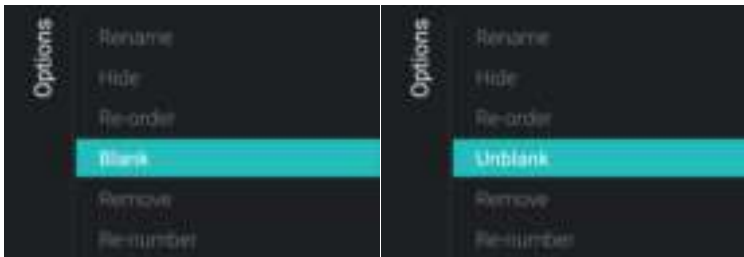 Options
Rename
Hide
Re-order
Blank
Remove
Re-number
Options
Rename
Hide
Re-order
Unblank
Remove
Re-number